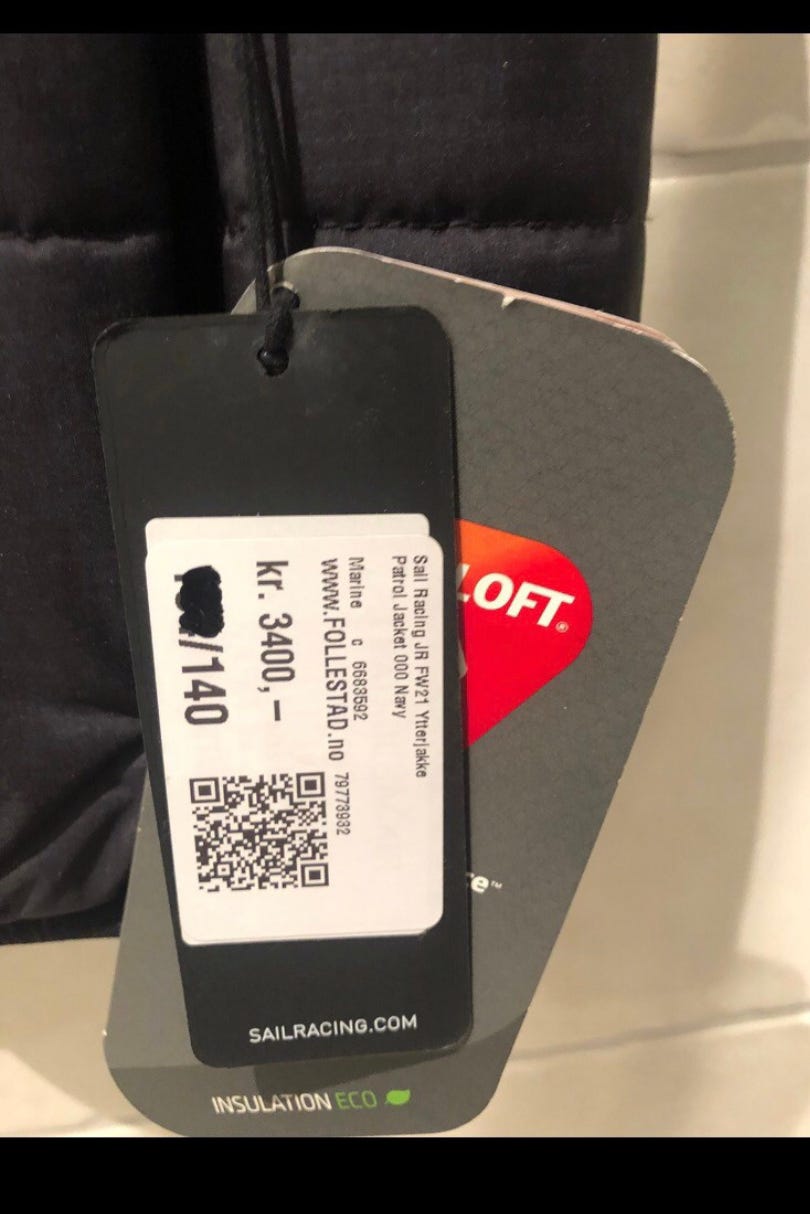 Sail Racing JR FW21 Ytterjakke
Patrol Jacket 000 Navy
Marine c 6683592 79773932
WWW.FOLLESTAD.no
kr. 3400,-
/140
LOFT®
SAILRACING.COM
INSULATION ECO